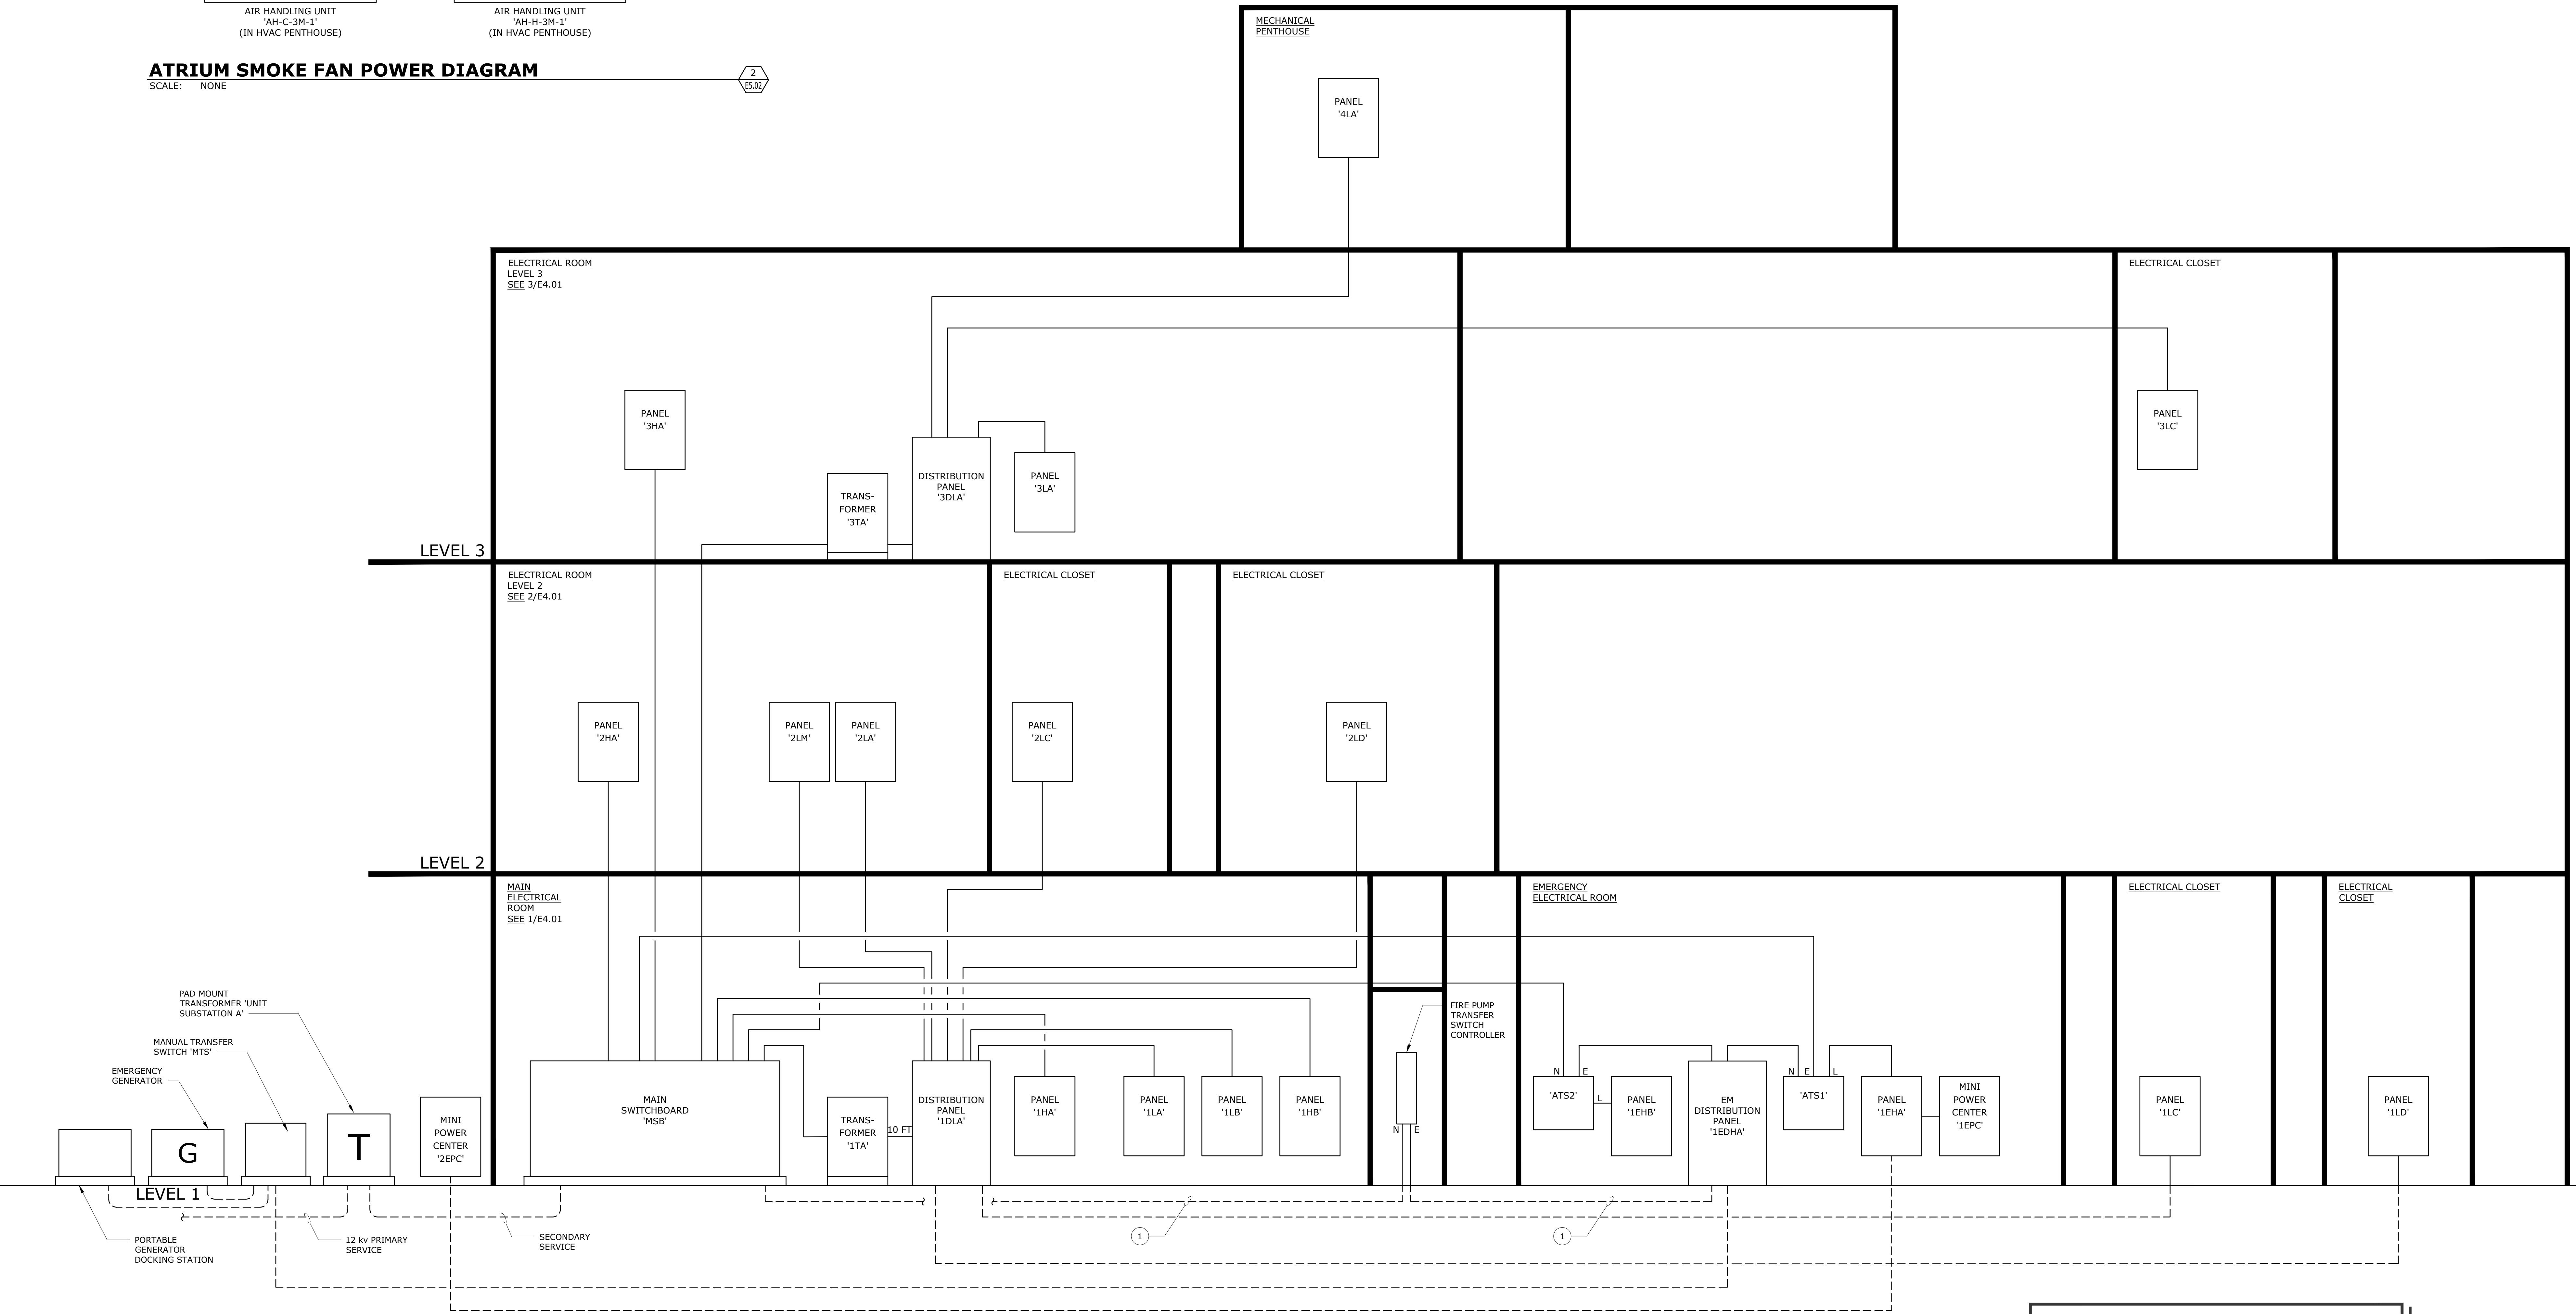 AIR HANDLING UNIT
'AH-C-3M-1'
(IN HVAC PENTHOUSE)
AIR HANDLING UNIT
'AH-H-3M-1'
(IN HVAC PENTHOUSE)
ATRIUM SMOKE FAN POWER DIAGRAM
SCALE: NONE
2
E5.02
MECHANICAL
PENTHOUSE
PANEL
'4LA'
ELECTRICAL ROOM
LEVEL 3
SEE 3/E4.01
ELECTRICAL CLOSET
PANEL
'3HA'
TRANS-
FORMER
'3TA'
DISTRIBUTION
PANEL
'3DLA'
PANEL
'3LA'
PANEL
'3LC'
LEVEL 3
ELECTRICAL ROOM
LEVEL 2
SEE 2/E4.01
ELECTRICAL CLOSET
ELECTRICAL CLOSET
PANEL
'2HA'
PANEL
'2LM'
PANEL
'2LA'
PANEL
'2LC'
PANEL
'2LD'
LEVEL 2
MAIN
ELECTRICAL
ROOM
SEE 1/E4.01
EMERGENCY
ELECTRICAL ROOM
ELECTRICAL CLOSET
ELECTRICAL
CLOSET
PAD MOUNT
TRANSFORMER 'UNIT
SUBSTATION A'
MANUAL TRANSFER
SWITCH 'MTS'
EMERGENCY
GENERATOR
G
T
MINI
POWER
CENTER
'2EPC'
MAIN
SWITCHBOARD
'MSB'
TRANS-
FORMER
'1TA'
10 FT
DISTRIBUTION
PANEL
'1DLA'
PANEL
'1HA'
PANEL
'1LA'
PANEL
'1LB'
PANEL
'1HB'
FIRE PUMP
TRANSFER
SWITCH
CONTROLLER
N E
N E
'ATS2'
L
PANEL
'1EHB'
EM
DISTRIBUTION
PANEL
'1EDHA'
N E L
'ATS1'
PANEL
'1EHA'
MINI
POWER
CENTER
'1EPC'
PANEL
'1LC'
PANEL
'1LD'
LEVEL 1
PORTABLE
GENERATOR
DOCKING STATION
12 kv PRIMARY
SERVICE
SECONDARY
SERVICE
1
1